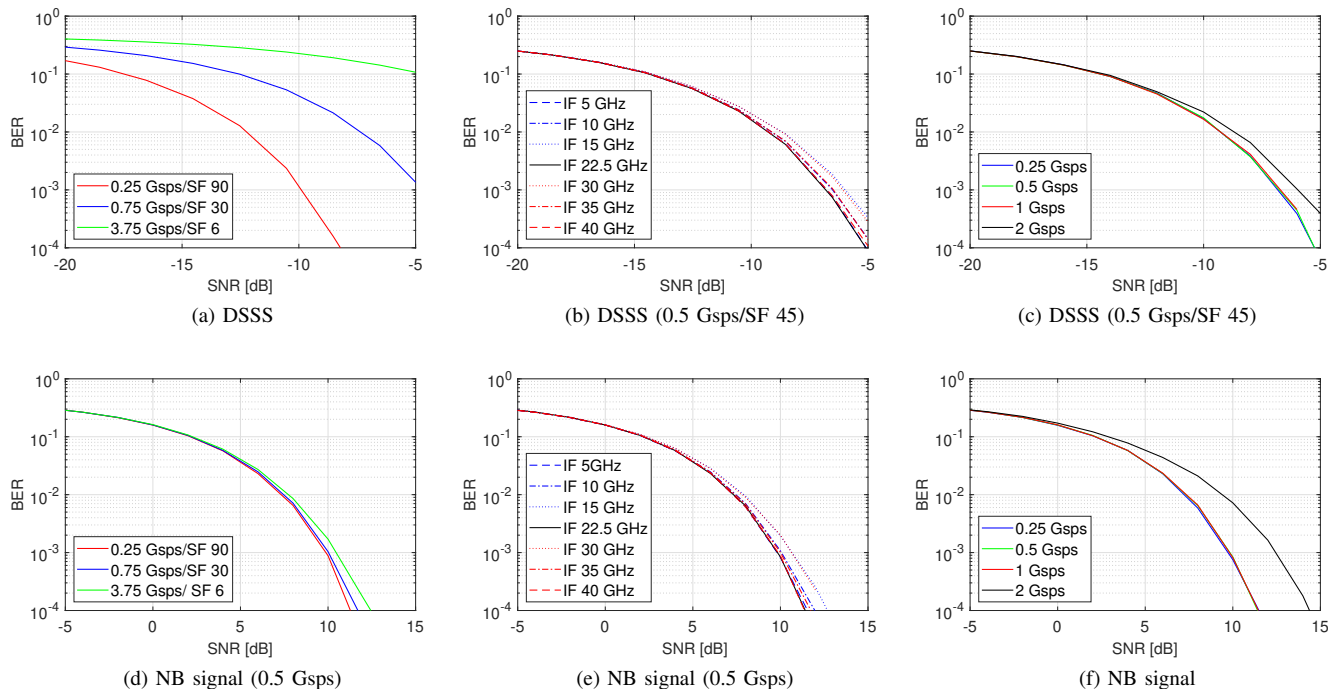 10^0
10^-1
10^-2
10^-3
10^-4
BER
0.25 Gsps/SF 90
0.75 Gsps/SF 30
3.75 Gsps/SF 6
-20 -15 -10 -5
SNR [dB]
(a) DSSS
10^0
10^-1
10^-2
10^-3
10^-4
BER
IF 5 GHz
IF 10 GHz
IF 15 GHz
IF 22.5 GHz
IF 30 GHz
IF 35 GHz
IF 40 GHz
-20 -15 -10 -5
SNR [dB]
(b) DSSS (0.5 Gsps/SF 45)
10^0
10^-1
10^-2
10^-3
10^-4
BER
0.25 Gsps
0.5 Gsps
1 Gsps
2 Gsps
-20 -15 -10 -5
SNR [dB]
(c) DSSS (0.5 Gsps/SF 45)
10^0
10^-1
10^-2
10^-3
10^-4
BER
0.25 Gsps/SF 90
0.75 Gsps/SF 30
3.75 Gsps/ SF 6
-5 0 5 10 15
SNR [dB]
(d) NB signal (0.5 Gsps)
10^0
10^-1
10^-2
10^-3
10^-4
BER
IF 5GHz
IF 10 GHz
IF 15 GHz
IF 22.5 GHz
IF 30 GHz
IF 35 GHz
IF 40 GHz
-5 0 5 10 15
SNR [dB]
(e) NB signal (0.5 Gsps)
10^0
10^-1
10^-2
10^-3
10^-4
BER
0.25 Gsps
0.5 Gsps
1 Gsps
2 Gsps
-5 0 5 10 15
SNR [dB]
(f) NB signal